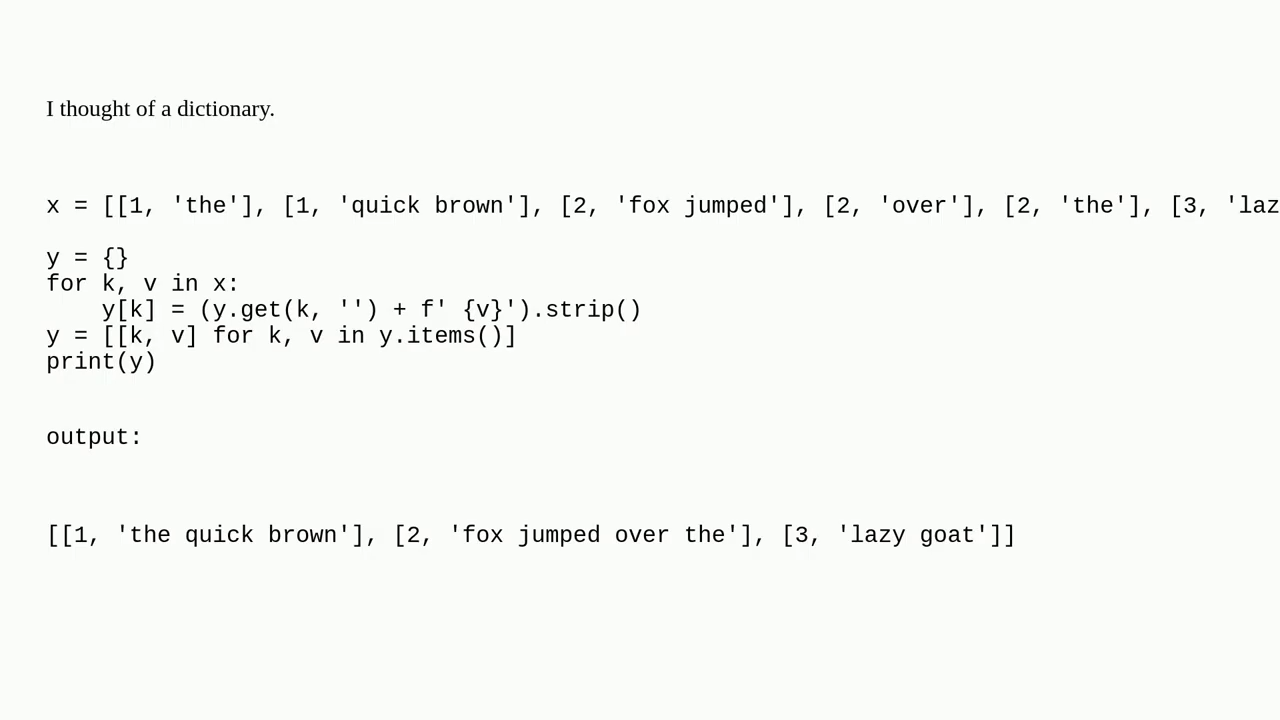 I thought of a dictionary.
x = [[1, 'the'], [1, 'quick brown'], [2, 'fox jumped'], [2, 'over'], [2, 'the'], [3, 'laz
y = {}
for k, v in x:
    y[k] = (y.get(k, '') + f' {v}').strip()
y = [[k, v] for k, v in y.items()]
print(y)
output:
[[1, 'the quick brown'], [2, 'fox jumped over the'], [3, 'lazy goat']]